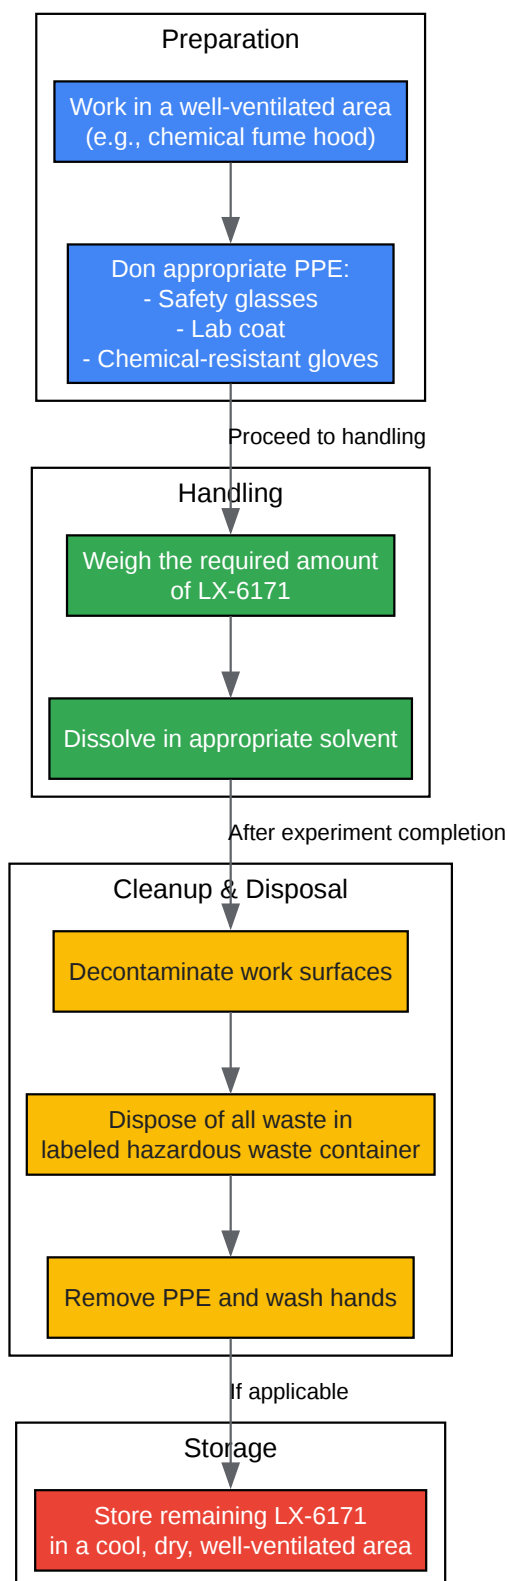 Preparation
Work in a well-ventilated area
(e.g., chemical fume hood)
Don appropriate PPE:
- Safety glasses
- Lab coat
- Chemical-resistant gloves
Proceed to handling
Handling
Weigh the required amount
of LX-6171
Dissolve in appropriate solvent
After experiment completion
Cleanup & Disposal
Decontaminate work surfaces
Dispose of all waste in
labeled hazardous waste container
Remove PPE and wash hands
If applicable
Storage
Store remaining LX-6171
in a cool, dry, well-ventilated area